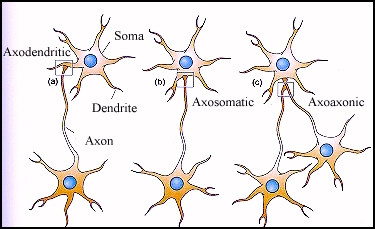 Soma
Axodendritic
(a)
(b)
(c)
Dendrite
Axosomatic
Axoaxonic
Axon